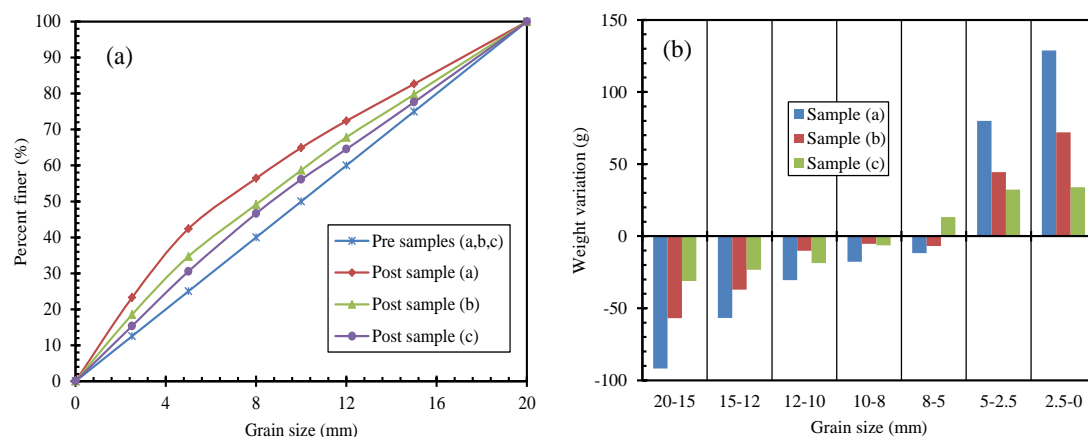 100
90
80
70
60
50
40
30
20
10
0
Percent finer (%)
(a)
Pre samples (a,b,c)
Post sample (a)
Post sample (b)
Post sample (c)
0 4 8 12 16 20
Grain size (mm)
150
100
50
0
-50
-100
Weight variation (g)
(b)
Sample (a)
Sample (b)
Sample (c)
20-15 15-12 12-10 10-8 8-5 5-2.5 2.5-0
Grain size (mm)